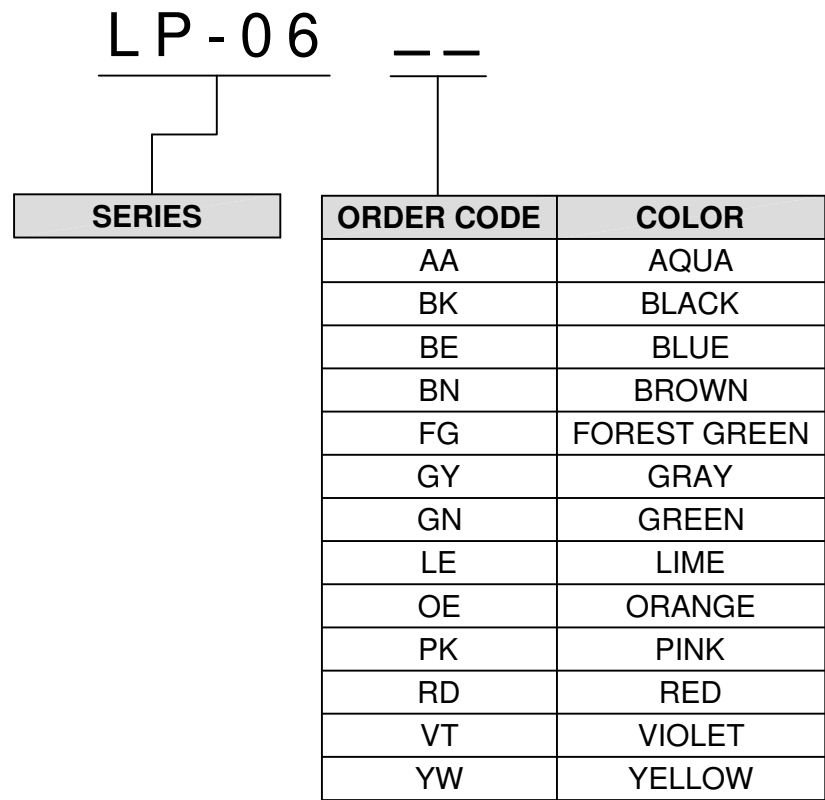 LP-06 _ _
SERIES
ORDER CODE COLOR
AA AQUA
BK BLACK
BE BLUE
BN BROWN
FG FOREST GREEN
GY GRAY
GN GREEN
LE LIME
OE ORANGE
PK PINK
RD RED
VT VIOLET
YW YELLOW